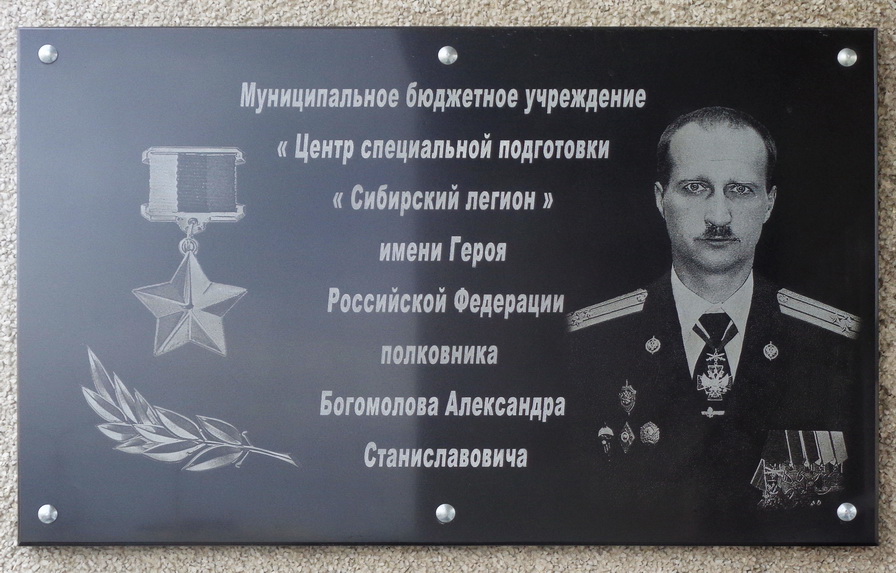 Муниципальное бюджетное учреждение
« Центр специальной подготовки
« Сибирский легион »
имени Героя
Российской Федерации
полковника
Богомолова Александра
Станиславовича